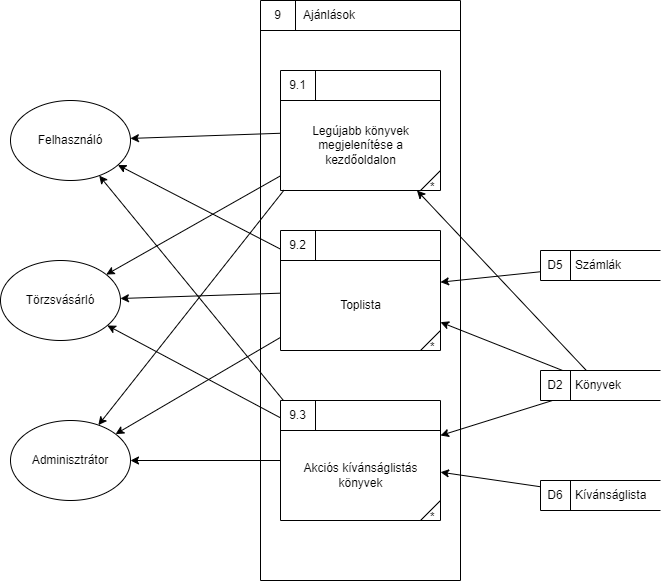 9 Ajánlások
9.1
Legújabb könyvek
megjelenítése a
kezdőoldalon
*
Felhasználó
9.2
Toplista
*
Törzsvásárló
D5 Számlák
D2 Könyvek
9.3
Akciós kívánságlistás
könyvek
*
Adminisztrátor
D6 Kívánságlista